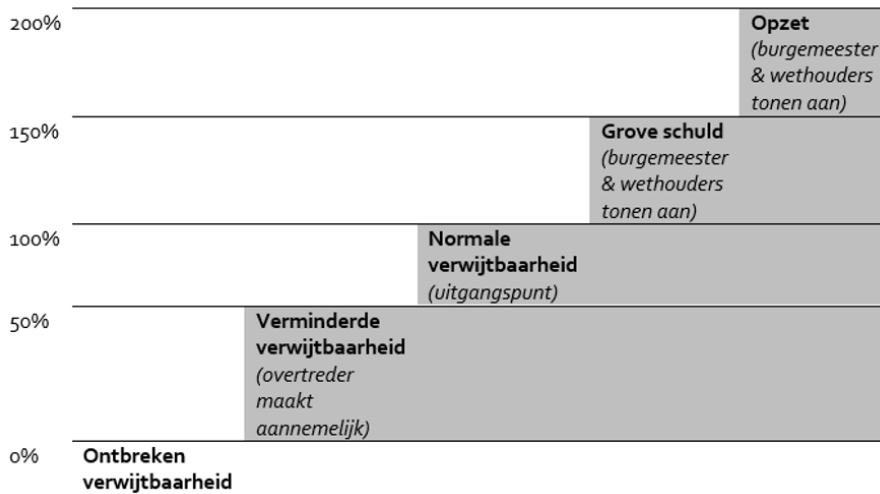 200%
Opzet
(burgemeester
& wethouders
tonen aan)
150%
Grove schuld
(burgemeester
& wethouders
tonen aan)
100%
Normale
verwijtbaarheid
(uitgangspunt)
50%
Verminderde
verwijtbaarheid
(overtreder
maakt
aannemelijk)
0%
Ontbreken
verwijtbaarheid